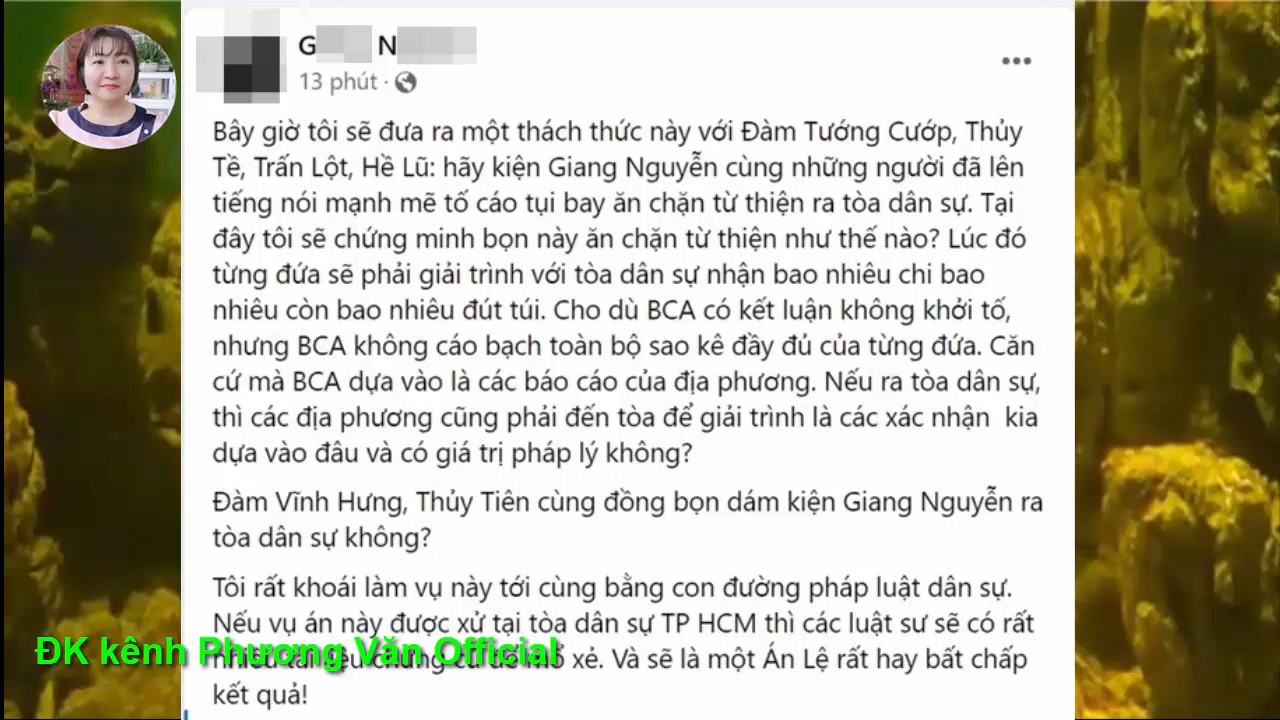 G N
13 phút ·
Bây giờ tôi sẽ đưa ra một thách thức này với Đàm Tướng Cướp, Thủy
Tề, Trấn Lột, Hề Lũ: hãy kiện Giang Nguyễn cùng những người đã lên
tiếng nói mạnh mẽ tố cáo tụi bay ăn chặn từ thiện ra tòa dân sự. Tại
đây tôi sẽ chứng minh bọn này ăn chặn từ thiện như thế nào? Lúc đó
từng đứa sẽ phải giải trình với tòa dân sự nhận bao nhiêu chi bao
nhiêu còn bao nhiêu đút túi. Cho dù BCA có kết luận không khởi tố,
nhưng BCA không cáo bạch toàn bộ sao kê đầy đủ của từng đứa. Căn
cứ mà BCA dựa vào là các báo cáo của địa phương. Nếu ra tòa dân sự,
thì các địa phương cũng phải đến tòa để giải trình là các xác nhận kia
dựa vào đâu và có giá trị pháp lý không?
Đàm Vĩnh Hưng, Thủy Tiên cùng đồng bọn dám kiện Giang Nguyễn ra
tòa dân sự không?
Tôi rất khoái làm vụ này tới cùng bằng con đường pháp luật dân sự.
Nếu vụ án này được xử tại tòa dân sự TP HCM thì các luật sư sẽ có rất
xẻ. Và sẽ là một Án Lệ rất hay bất chấp
kết quả!
ĐK kênh Phương Văn Official